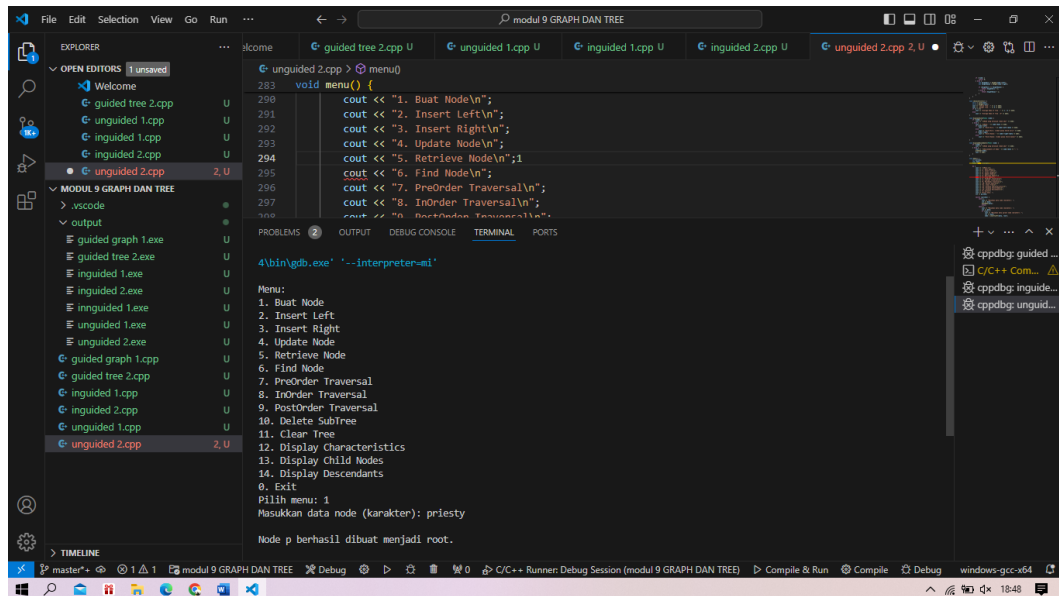 File Edit Selection View Go Run ··· modul 9 GRAPH DAN TREE
EXPLORER
OPEN EDITORS 1 unsaved
Welcome
guided tree 2.cpp U
unguided 1.cpp U
inguided 1.cpp U
inguided 2.cpp U
unguided 2.cpp 2, U
MODUL 9 GRAPH DAN TREE
.vscode
output
guided graph 1.exe U
guided tree 2.exe U
inguided 1.exe U
inguided 2.exe U
innguided 1.exe U
unguided 1.exe U
unguided 2.exe U
guided graph 1.cpp U
guided tree 2.cpp U
inguided 1.cpp U
inguided 2.cpp U
unguided 1.cpp U
unguided 2.cpp 2, U
TIMELINE
1K+
1
elcome guided tree 2.cpp U unguided 1.cpp U inguided 1.cpp U inguided 2.cpp U unguided 2.cpp 2, U
unguided 2.cpp > menu()
283 void menu() {
290 cout << "1. Buat Node\n";
291 cout << "2. Insert Left\n";
292 cout << "3. Insert Right\n";
293 cout << "4. Update Node\n";
294 cout << "5. Retrieve Node\n";1
295 cout << "6. Find Node\n";
296 cout << "7. PreOrder Traversal\n";
297 cout << "8. InOrder Traversal\n";
298 cout << "9. PostOrder Traversal\n";
PROBLEMS 2 OUTPUT DEBUG CONSOLE TERMINAL PORTS
4\bin\gdb.exe' '--interpreter=mi'
Menu:
1. Buat Node
2. Insert Left
3. Insert Right
4. Update Node
5. Retrieve Node
6. Find Node
7. PreOrder Traversal
8. InOrder Traversal
9. PostOrder Traversal
10. Delete SubTree
11. Clear Tree
12. Display Characteristics
13. Display Child Nodes
14. Display Descendants
0. Exit
Pilih menu: 1
Masukkan data node (karakter): priesty
Node p berhasil dibuat menjadi root.
cppdbg: guided ...
C/C++ Com...
cppdbg: inguide...
cppdbg: unguid...
master*+ 1 1 modul 9 GRAPH DAN TREE Debug 0 C/C++ Runner: Debug Session (modul 9 GRAPH DAN TREE) Compile & Run Compile Debug windows-gcc-x64
18:48